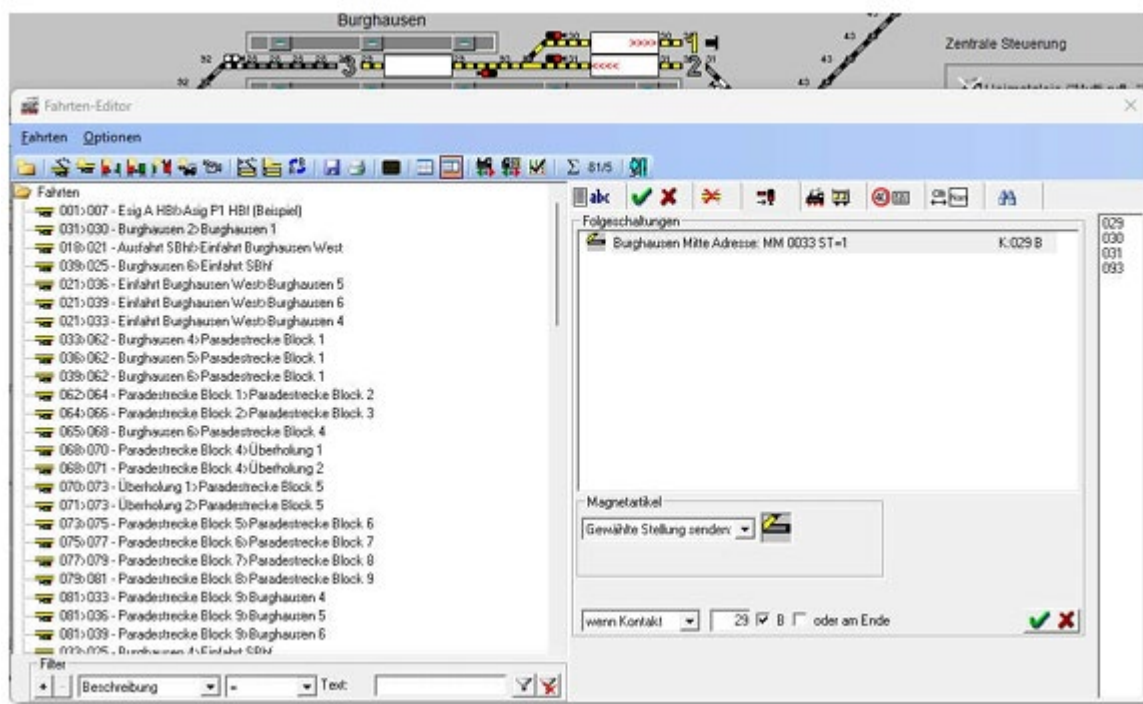 Burghausen
Zentrale Steuerung
Fahrten-Editor
Fahrten Optionen
Σ 81/5
Fahrten
001>007 - Esig A HBf>Asig P1 HBf (Beispiel)
031>030 - Burghausen 2>Burghausen 1
018>021 - Ausfahrt SBhf>Einfahrt Burghausen West
039>025 - Burghausen 6>Einfahrt SBhf
021>036 - Einfahrt Burghausen West>Burghausen 5
021>039 - Einfahrt Burghausen West>Burghausen 6
021>033 - Einfahrt Burghausen West>Burghausen 4
033>062 - Burghausen 4>Paradestrecke Block 1
036>062 - Burghausen 5>Paradestrecke Block 1
039>062 - Burghausen 6>Paradestrecke Block 1
062>064 - Paradestrecke Block 1>Paradestrecke Block 2
064>066 - Paradestrecke Block 2>Paradestrecke Block 3
065>068 - Burghausen 6>Paradestrecke Block 4
068>070 - Paradestrecke Block 4>Überholung 1
068>071 - Paradestrecke Block 4>Überholung 2
070>073 - Überholung 1>Paradestrecke Block 5
071>073 - Überholung 2>Paradestrecke Block 5
073>075 - Paradestrecke Block 5>Paradestrecke Block 6
075>077 - Paradestrecke Block 6>Paradestrecke Block 7
077>079 - Paradestrecke Block 7>Paradestrecke Block 8
079>081 - Paradestrecke Block 8>Paradestrecke Block 9
081>033 - Paradestrecke Block 9>Burghausen 4
081>036 - Paradestrecke Block 9>Burghausen 5
081>039 - Paradestrecke Block 9>Burghausen 6
033>025 - Burghausen 4>Einfahrt SBhf
Filter
+ - Beschreibung = Text:
abc
Folgeschaltungen
Burghausen Mitte Adresse: MM 0033 ST=1 K:029 B
Magnetartikel
Gewählte Stellung senden:
wenn Kontakt 29 B oder am Ende
029
030
031
093